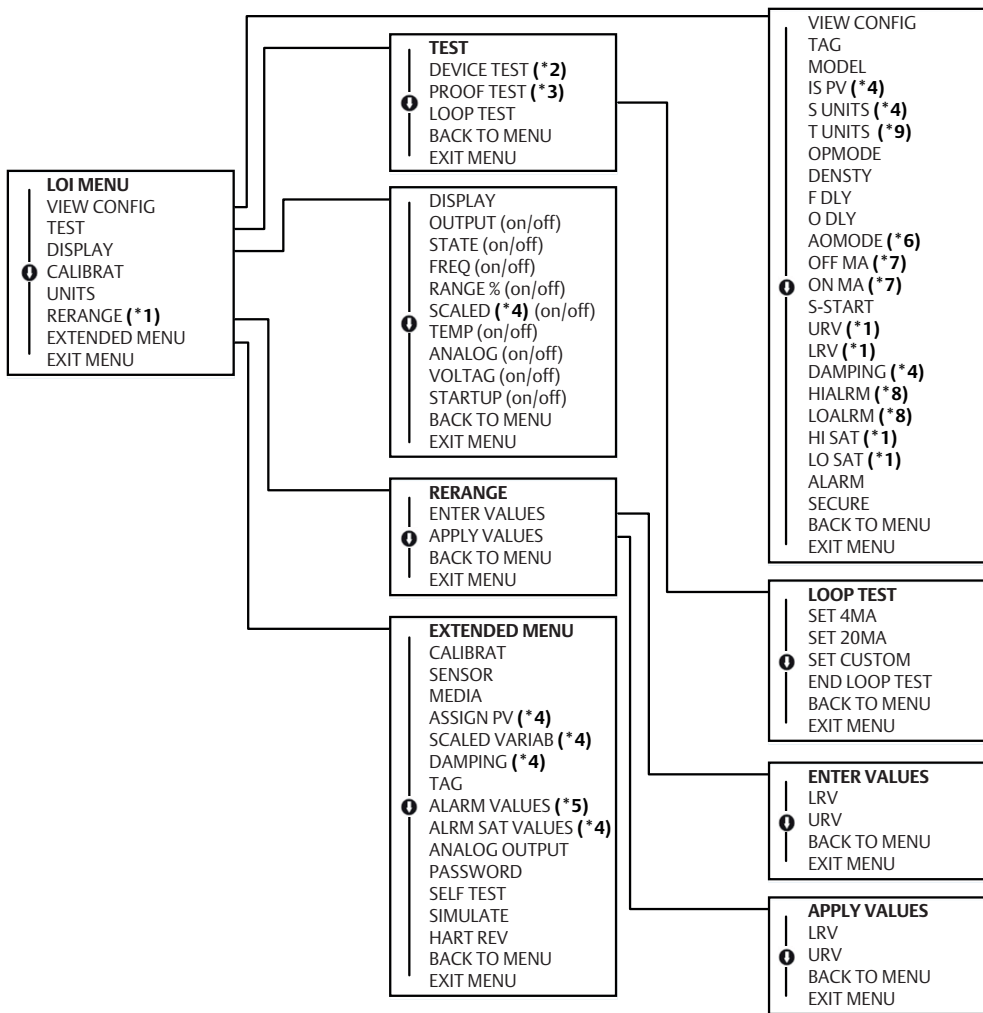 LOI MENU
VIEW CONFIG
TEST
DISPLAY
CALIBRAT
UNITS
RERANGE (*1)
EXTENDED MENU
EXIT MENU
TEST
DEVICE TEST (*2)
PROOF TEST (*3)
LOOP TEST
BACK TO MENU
EXIT MENU
DISPLAY
OUTPUT (on/off)
STATE (on/off)
FREQ (on/off)
RANGE % (on/off)
SCALED (*4) (on/off)
TEMP (on/off)
ANALOG (on/off)
VOLTAG (on/off)
STARTUP (on/off)
BACK TO MENU
EXIT MENU
RERANGE
ENTER VALUES
APPLY VALUES
BACK TO MENU
EXIT MENU
EXTENDED MENU
CALIBRAT
SENSOR
MEDIA
ASSIGN PV (*4)
SCALED VARIAB (*4)
DAMPING (*4)
TAG
ALARM VALUES (*5)
ALRM SAT VALUES (*4)
ANALOG OUTPUT
PASSWORD
SELF TEST
SIMULATE
HART REV
BACK TO MENU
EXIT MENU
VIEW CONFIG
TAG
MODEL
IS PV (*4)
S UNITS (*4)
T UNITS (*9)
OPMODE
DENSTY
F DLY
O DLY
AOMODE (*6)
OFF MA (*7)
ON MA (*7)
S-START
URV (*1)
LRV (*1)
DAMPING (*4)
HIALRM (*8)
LOALRM (*8)
HI SAT (*1)
LO SAT (*1)
ALARM
SECURE
BACK TO MENU
EXIT MENU
LOOP TEST
SET 4MA
SET 20MA
SET CUSTOM
END LOOP TEST
BACK TO MENU
EXIT MENU
ENTER VALUES
LRV
URV
BACK TO MENU
EXIT MENU
APPLY VALUES
LRV
URV
BACK TO MENU
EXIT MENU